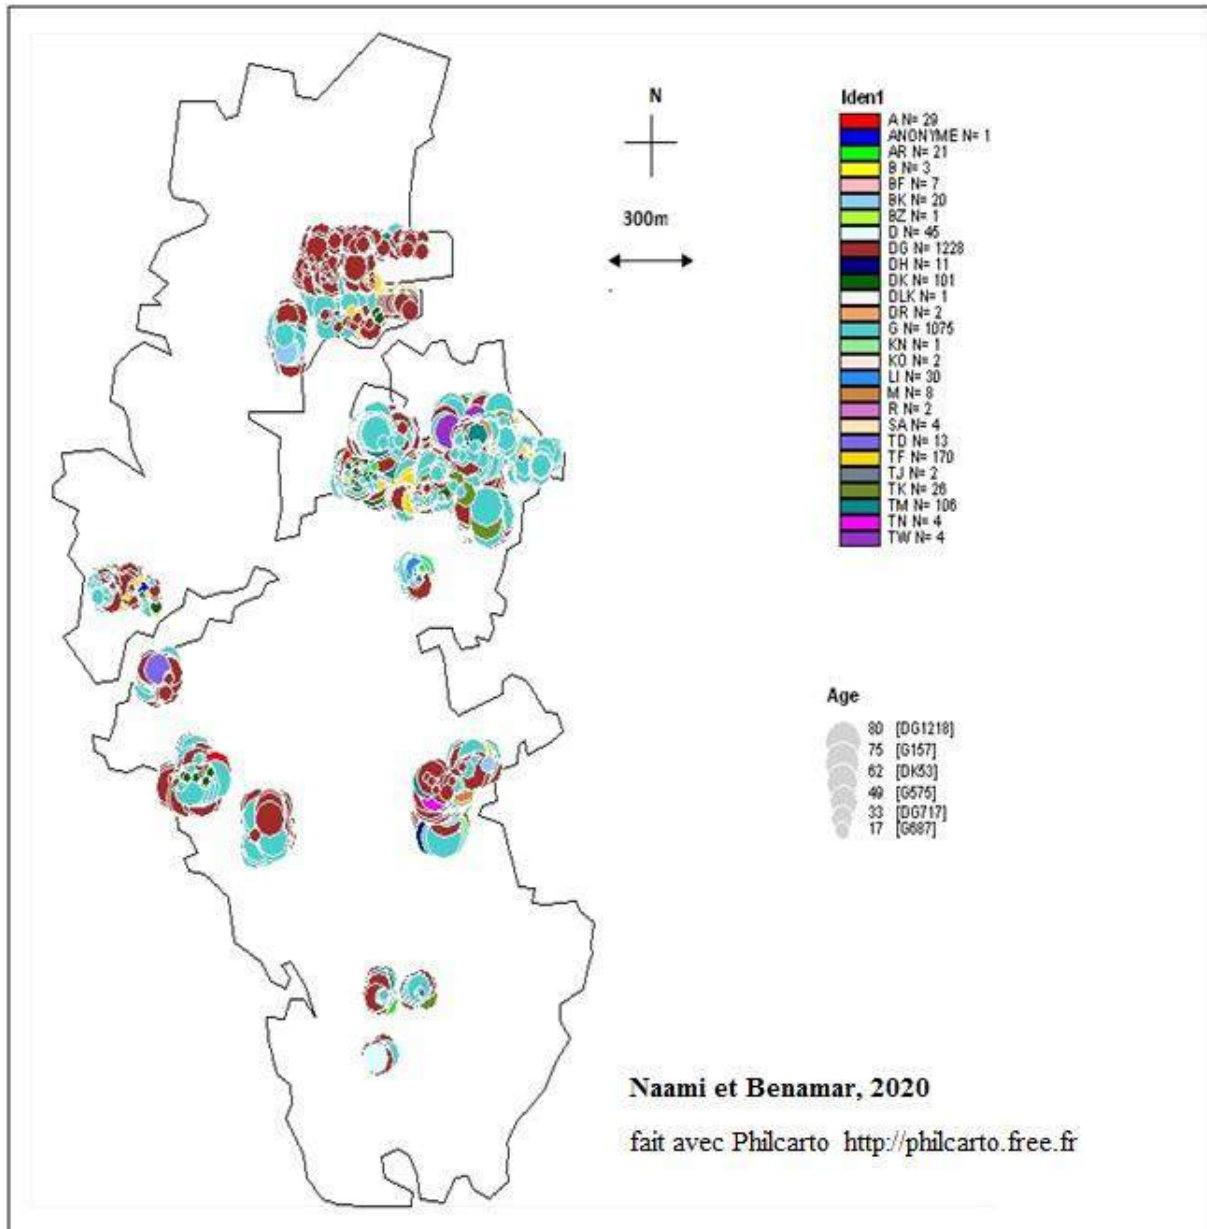 N
300m
Iden1
A N= 29
ANONYME N= 1
AR N= 21
B N= 3
BF N= 7
BK N= 20
BZ N= 1
D N= 45
DG N= 1228
DH N= 11
DK N= 101
DLK N= 1
DR N= 2
G N= 1075
KN N= 1
KO N= 2
LI N= 30
M N= 8
R N= 2
SA N= 4
TD N= 13
TF N= 170
TJ N= 2
TK N= 26
TM N= 106
TN N= 4
TW N= 4
Age
80 [DG1218]
75 [G157]
62 [DK53]
49 [G575]
33 [DG717]
17 [G687]
Naami et Benamar, 2020
fait avec Philcarto http://philcarto.free.fr